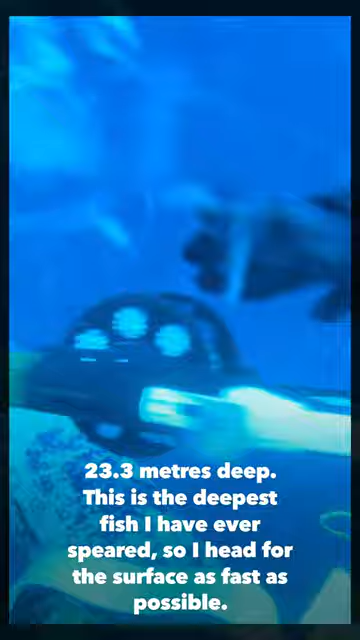 23.3 metres deep.
This is the deepest
fish I have ever
speared, so I head for
the surface as fast as
possible.